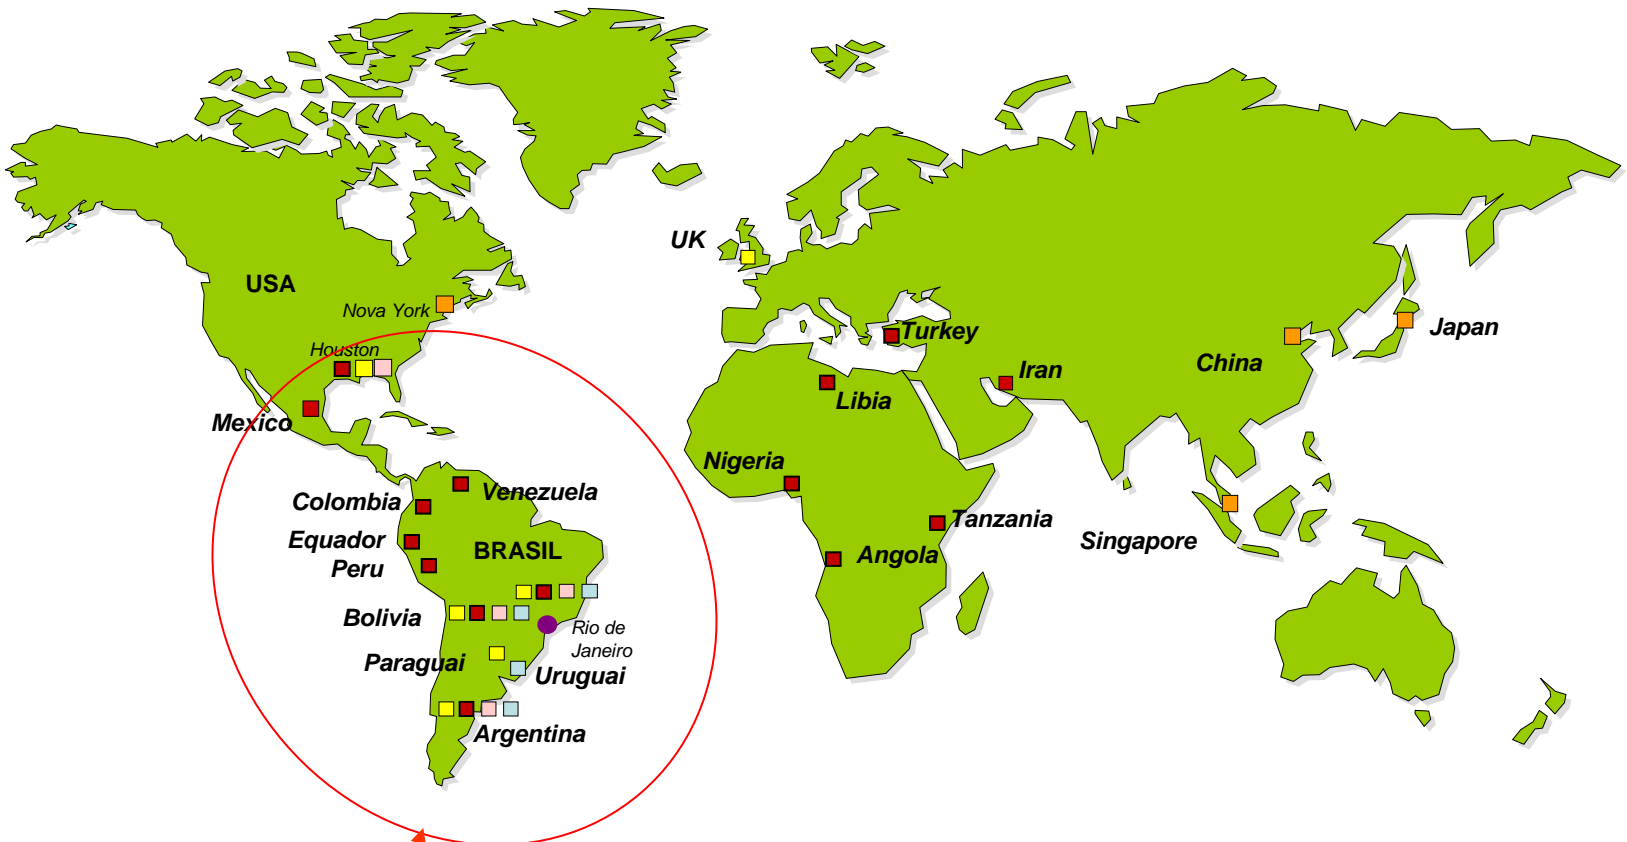 UK
USA
Nova York
Turkey
Japan
Houston
China
Iran
Libia
Mexico
Nigeria
Venezuela
Colombia
Tanzania
Equador
BRASIL
Singapore
Peru
Angola
Bolivia
Rio de
Janeiro
Paraguai
Uruguai
Argentina